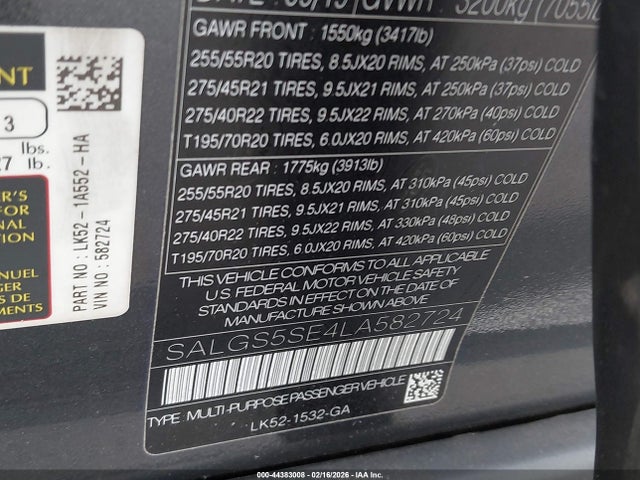 GVWR : 3200kg (7055lb
GAWR FRONT : 1550kg (3417lb)
255/55R20 TIRES, 8.5JX20 RIMS, AT 250kPa (37psi) COLD
275/45R21 TIRES, 9.5JX21 RIMS, AT 250kPa (37psi) COLD
275/40R22 TIRES, 9.5JX22 RIMS, AT 270kPa (40psi) COLD
T195/70R20 TIRES, 6.0JX20 RIMS, AT 420kPa (60psi) COLD
GAWR REAR : 1775kg (3913lb)
255/55R20 TIRES, 8.5JX20 RIMS, AT 310kPa (45psi) COLD
275/45R21 TIRES, 9.5JX21 RIMS, AT 310kPa (45psi) COLD
275/40R22 TIRES, 9.5JX22 RIMS, AT 330kPa (48psi) COLD
T195/70R20 TIRES, 6.0JX20 RIMS, AT 420kPa (60psi) COLD
THIS VEHICLE CONFORMS TO ALL APPLICABLE
U.S. FEDERAL MOTOR VEHICLE SAFETY
STANDARDS IN EFFECT ON THE DATE OF
MANUFACTURE SHOWN ABOVE.
SALGS5SE4LA582724
TYPE MULTI-PURPOSE PASSENGER VEHICLE
LK52-1532-GA
3
lbs.
lb.
PART NO : LK52 - 1A552 - HA
VIN NO : 582724
000-44383008 - 02/16/2026 - IAA Inc.